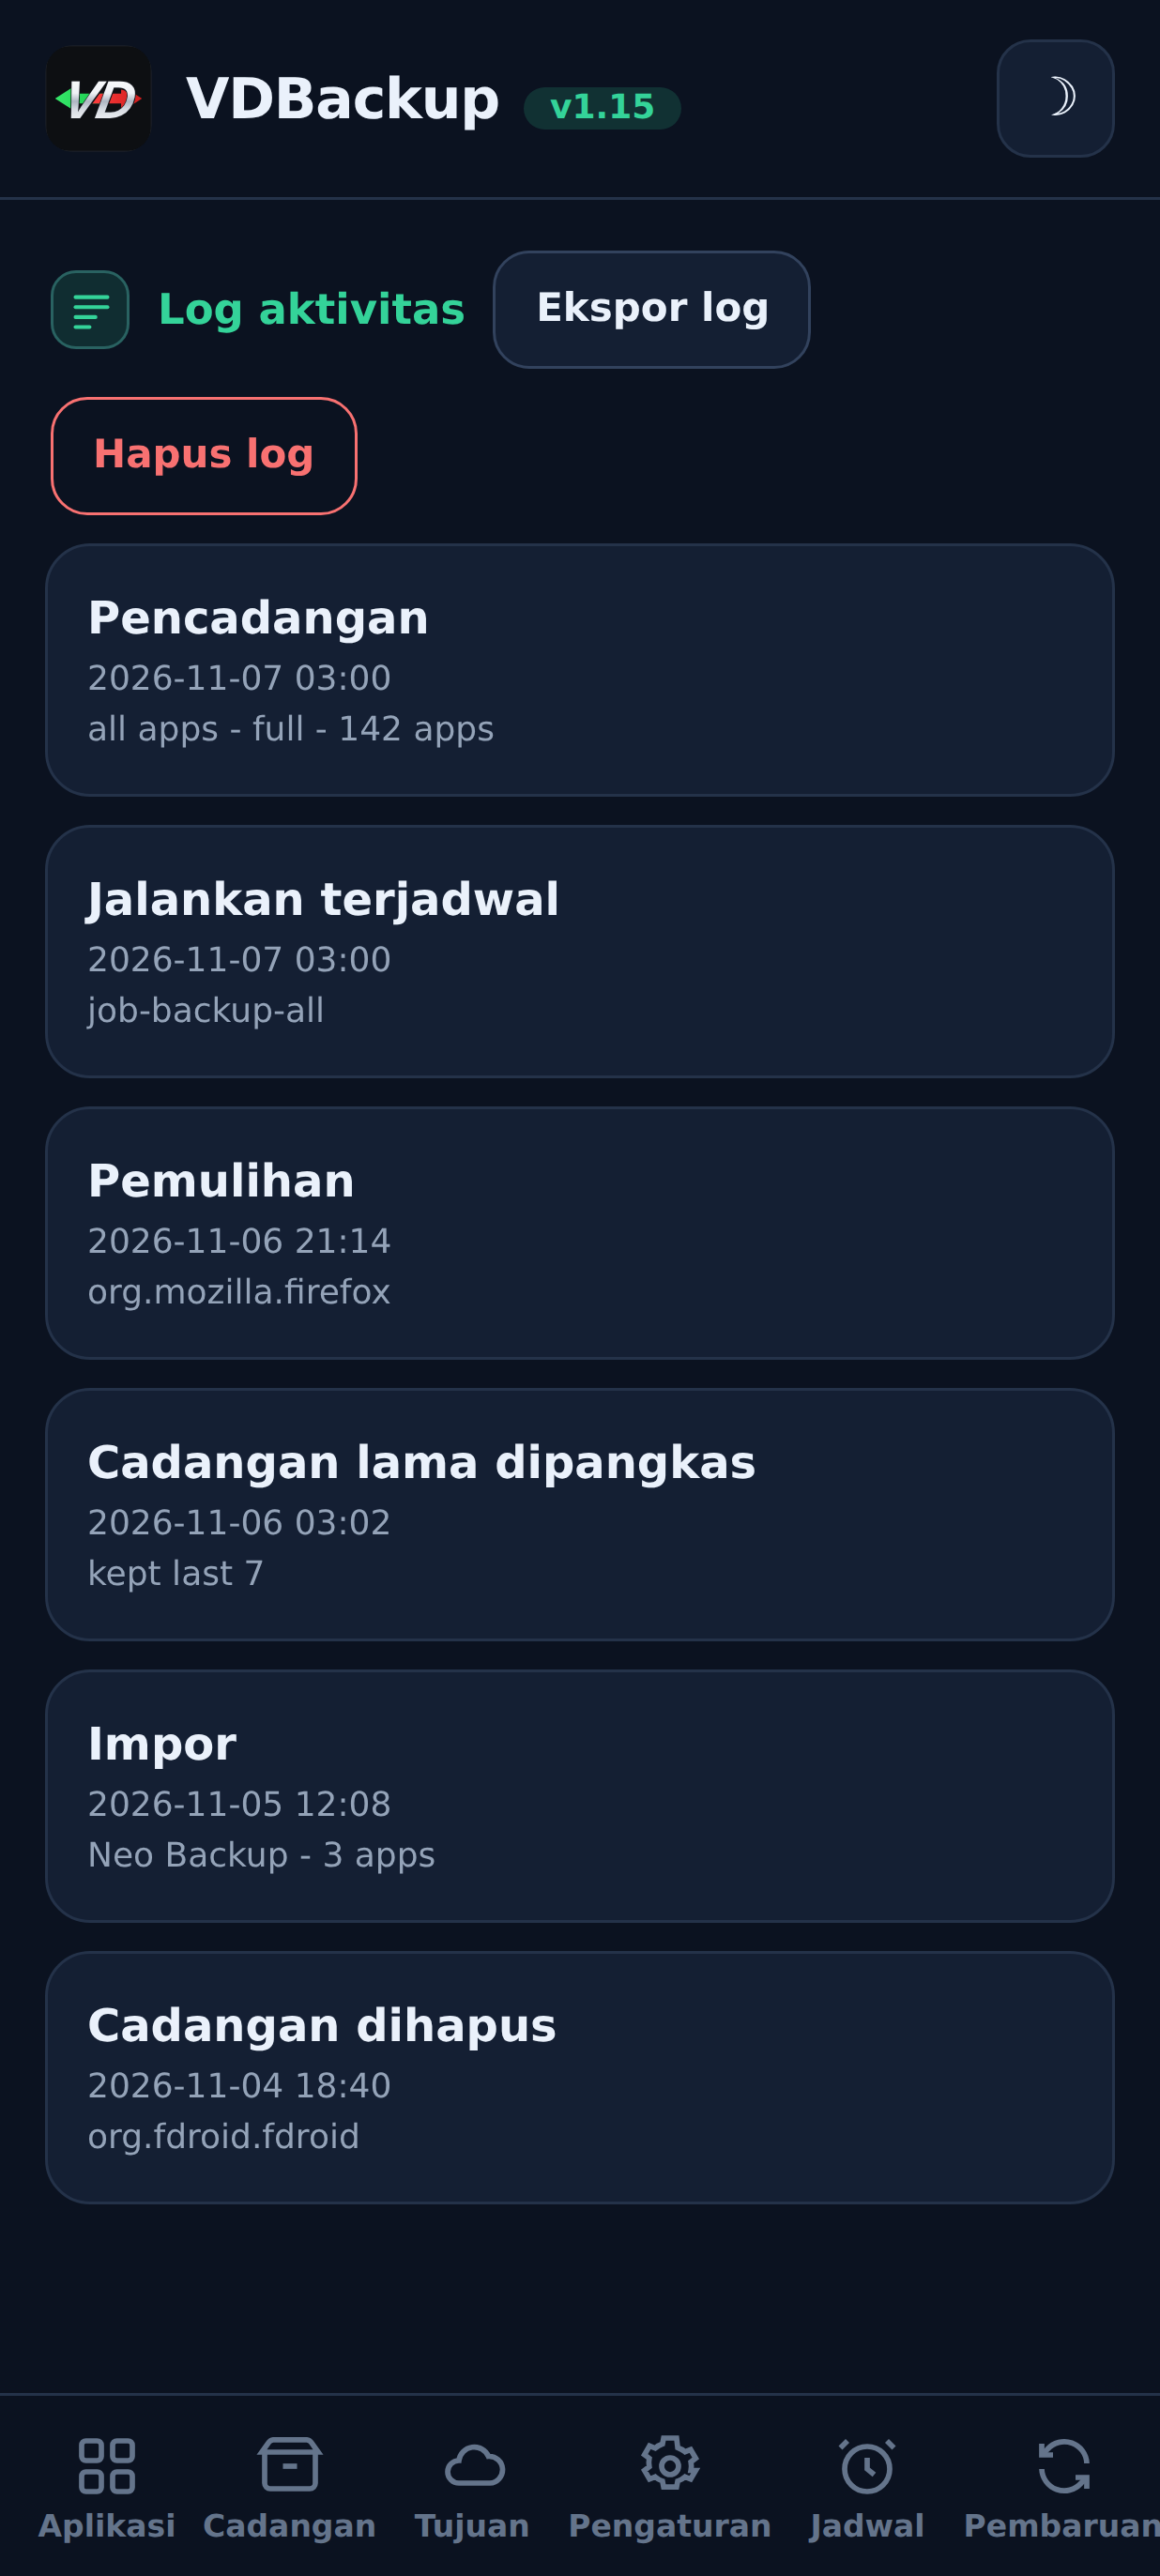 VD
VDBackup v1.15
Log aktivitas
Ekspor log
Hapus log
Pencadangan
2026-11-07 03:00
all apps - full - 142 apps
Jalankan terjadwal
2026-11-07 03:00
job-backup-all
Pemulihan
2026-11-06 21:14
org.mozilla.firefox
Cadangan lama dipangkas
2026-11-06 03:02
kept last 7
Impor
2026-11-05 12:08
Neo Backup - 3 apps
Cadangan dihapus
2026-11-04 18:40
org.fdroid.fdroid
Aplikasi Cadangan Tujuan Pengaturan Jadwal Pembaruan